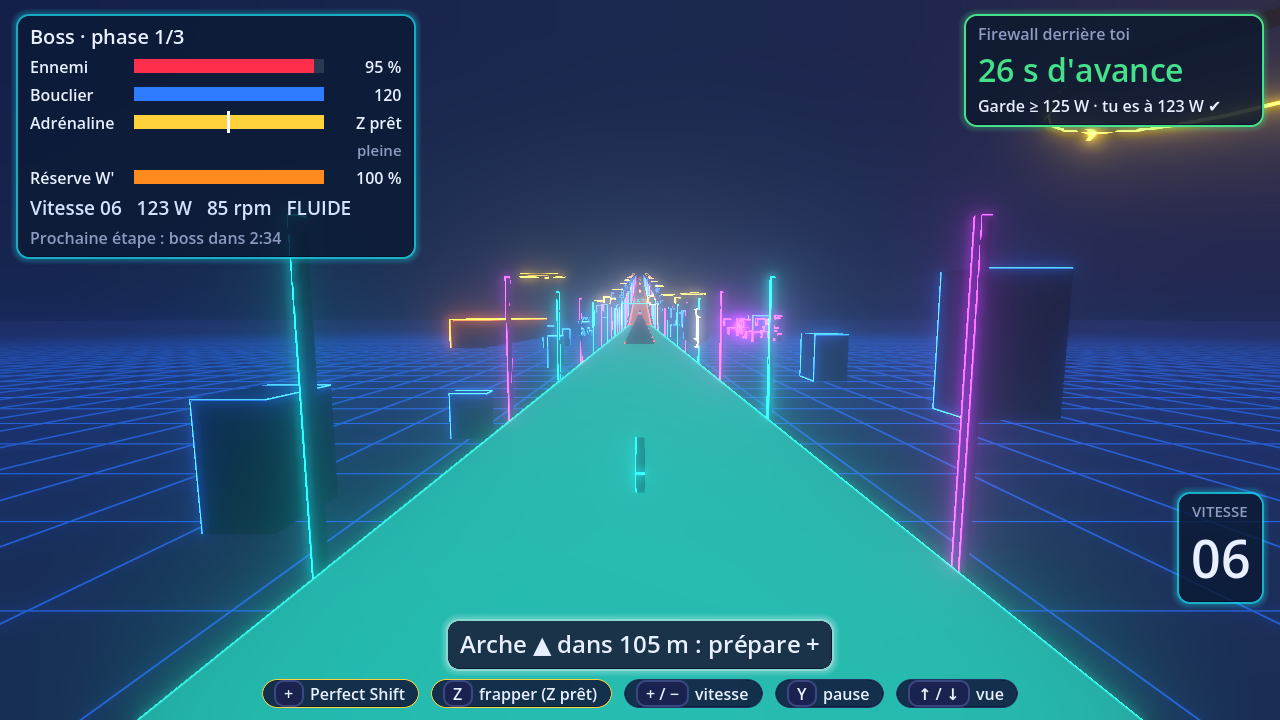 Boss · phase 1/3
Ennemi 95 %
Bouclier 120
Adrénaline Z prêt
pleine
Réserve W' 100 %
Vitesse 06 123 W 85 rpm FLUIDE
Prochaine étape : boss dans 2:34
Firewall derrière toi
26 s d'avance
Garde ≥ 125 W · tu es à 123 W ✔
VITESSE
06
Arche ▲ dans 105 m : prépare +
+ Perfect Shift Z frapper (Z prêt) + / − vitesse Y pause ↑ / ↓ vue